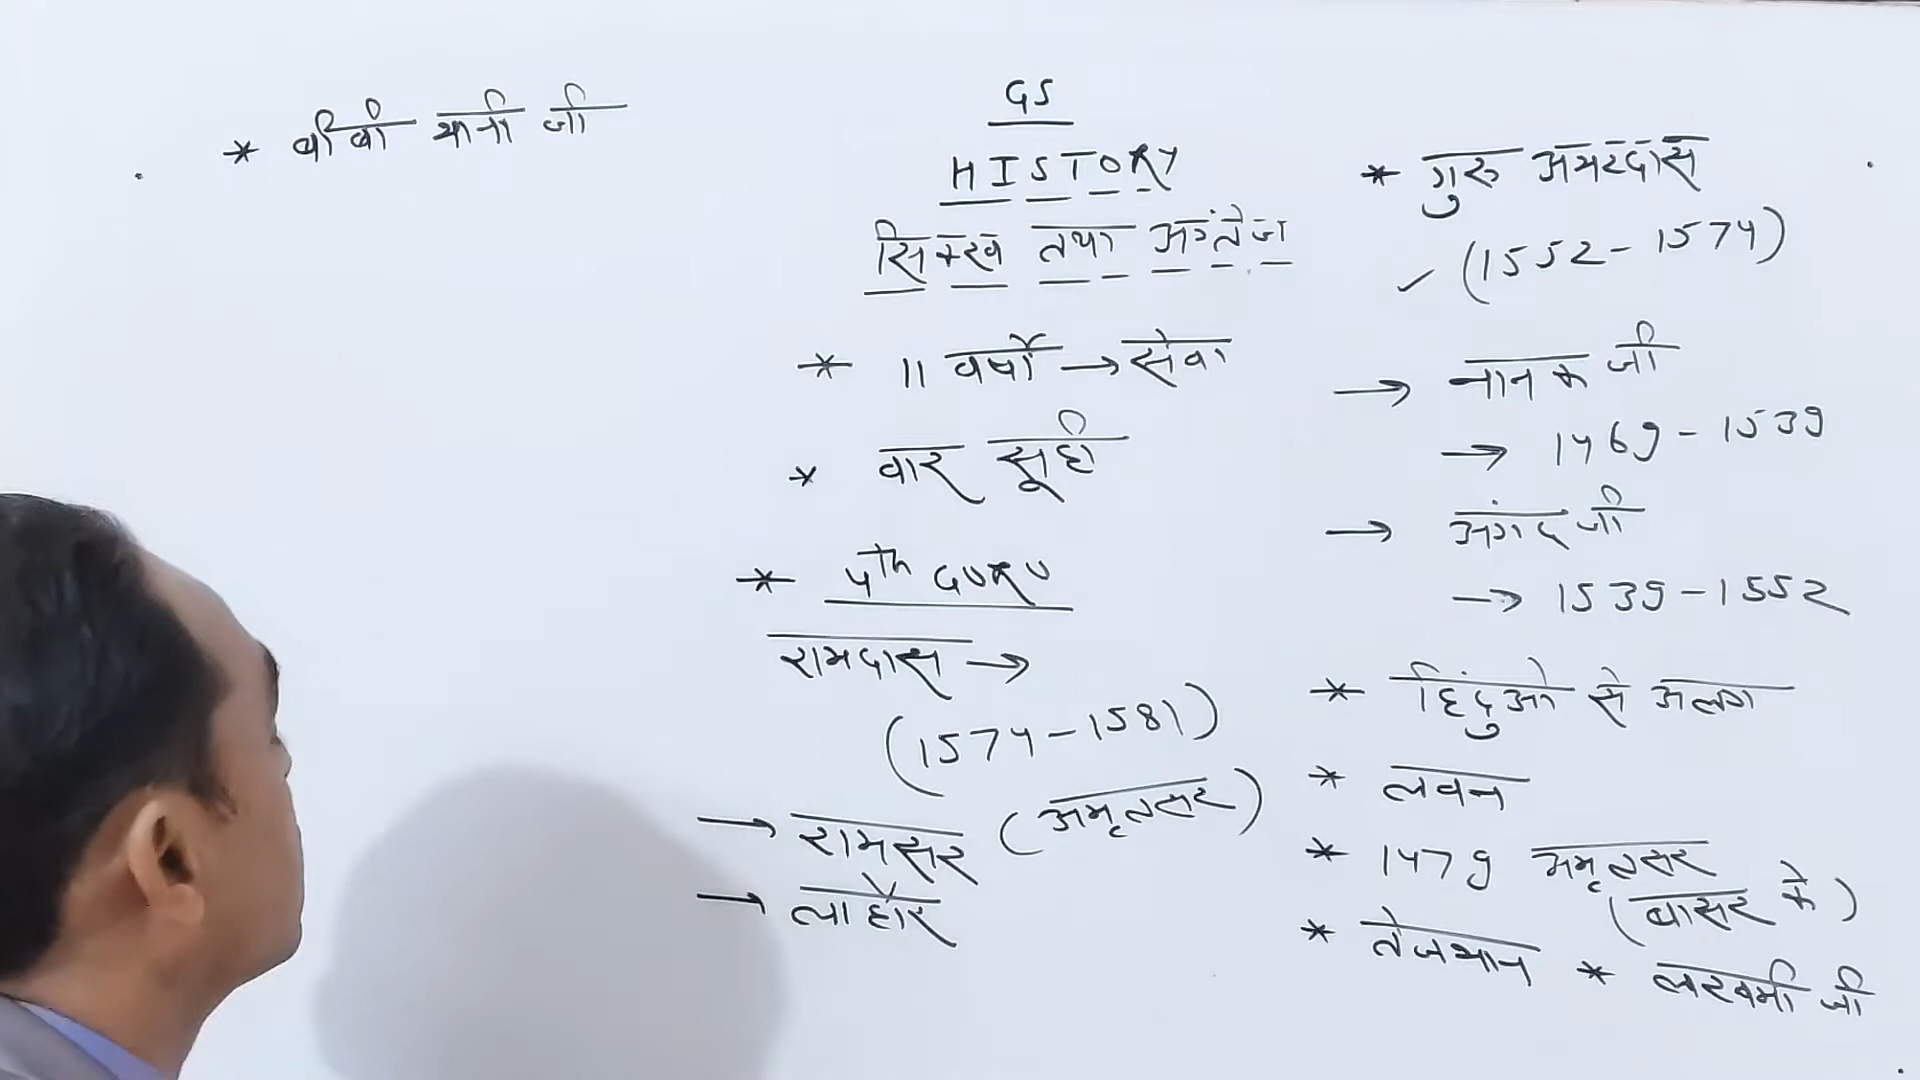 GS
HISTORY
सिक्ख तथा अंग्रेज
* बीबी भानी जी
* 11 वर्षों → सेवा
* वार सूही
* 4th GURU
रामदास →
(1574-1581)
→ रामसर (अमृतसर)
→ लाहौर
* गुरु अमरदास
(1552-1574)
→ नानक जी
→ 1469-1539
→ अंगद जी
→ 1539-1552
* हिंदुओ से अलग
* लवन
* 1479 अमृतसर
(बासर के)
* तेजभान * लखमी जी